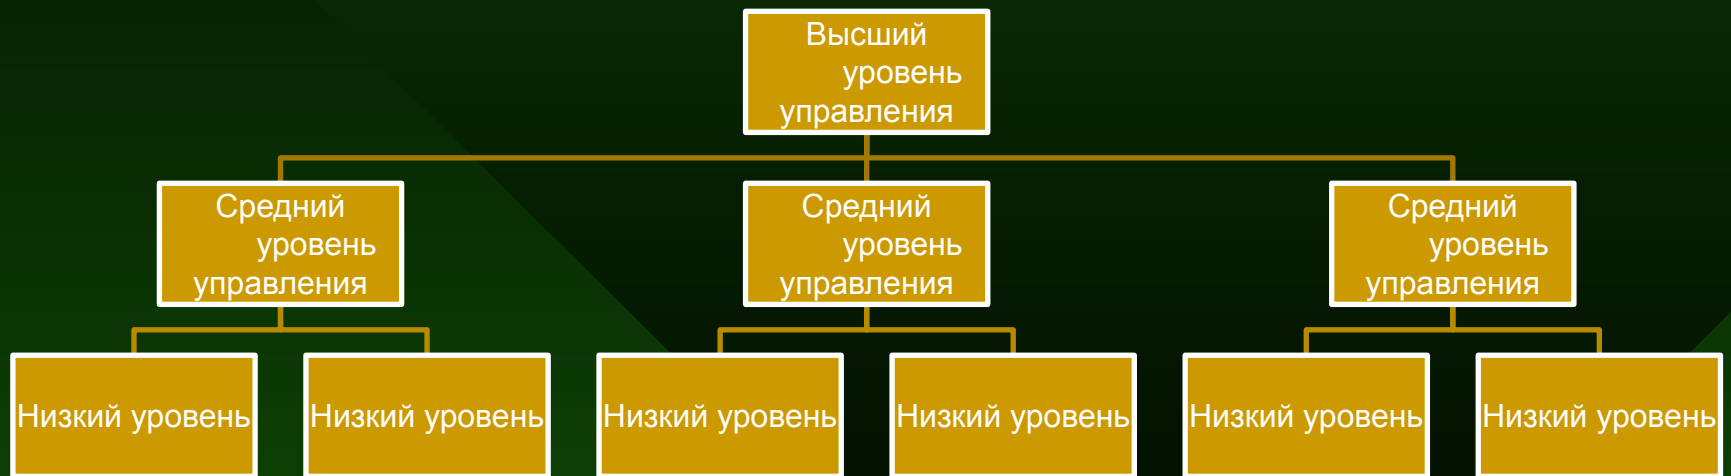 Высший
уровень
управления
Средний
уровень
управления
Средний
уровень
управления
Средний
уровень
управления
Низкий уровень
Низкий уровень
Низкий уровень
Низкий уровень
Низкий уровень
Низкий уровень